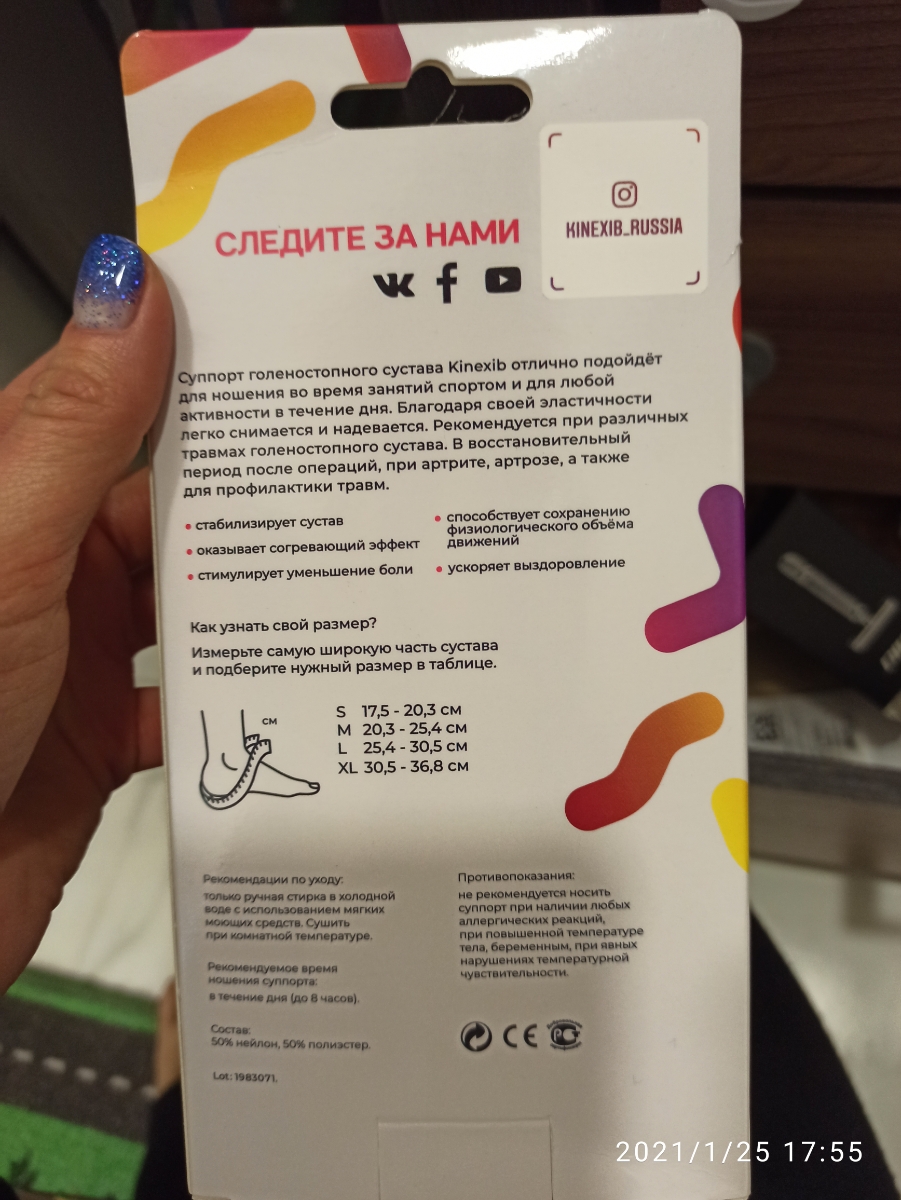 KINEXIB_RUSSIA
СЛЕДИТЕ ЗА НАМИ
Суппорт голеностопного сустава Kinexib отлично подойдёт
для ношения во время занятий спортом и для любой
активности в течение дня. Благодаря своей эластичности
легко снимается и надевается. Рекомендуется при различных
травмах голеностопного сустава. В восстановительный
период после операций, при артрите, артрозе, а также
для профилактики травм.
• стабилизирует сустав
• оказывает согревающий эффект
• стимулирует уменьшение боли
• способствует сохранению
физиологического объёма
движений
• ускоряет выздоровление
Как узнать свой размер?
Измерьте самую широкую часть сустава
и подберите нужный размер в таблице.
см
S 17,5 - 20,3 см
M 20,3 - 25,4 см
L 25,4 - 30,5 см
XL 30,5 - 36,8 см
Рекомендации по уходу:
только ручная стирка в холодной
воде с использованием мягких
моющих средств. Сушить
при комнатной температуре.
Рекомендуемое время
ношения суппорта:
в течение дня (до 8 часов).
Состав:
50% нейлон, 50% полиэстер.
Lot.: 1983071.
Противопоказания:
не рекомендуется носить
суппорт при наличии любых
аллергических реакций,
при повышенной температуре
тела, беременным, при явных
нарушениях температурной
чувствительности.
CE
2021/1/25 17:55